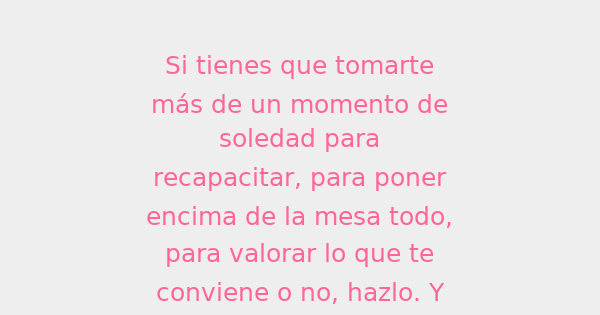 Si tienes que tomarte
más de un momento de
soledad para
recapacitar, para poner
encima de la mesa todo,
para valorar lo que te
conviene o no, hazlo. Y